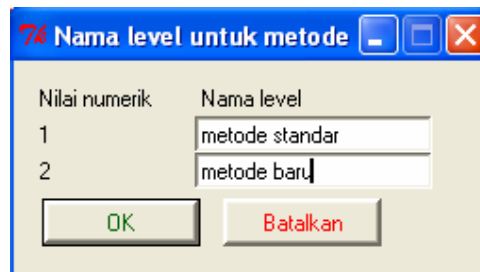 Nama level untuk metode
Nilai numerik Nama level
1 metode standar
2 metode baru
OK Batalkan